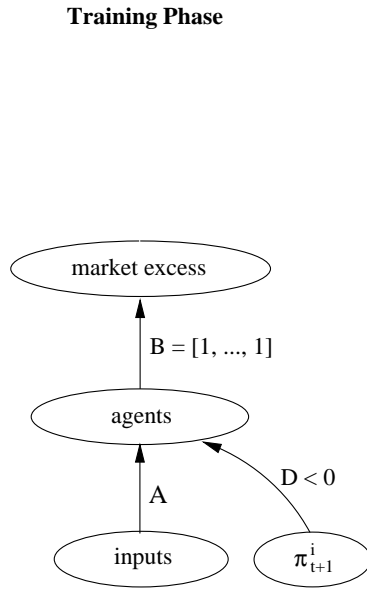 Training Phase
market excess
B = [1, ..., 1]
agents
D < 0
A
inputs
π^i_{t+1}